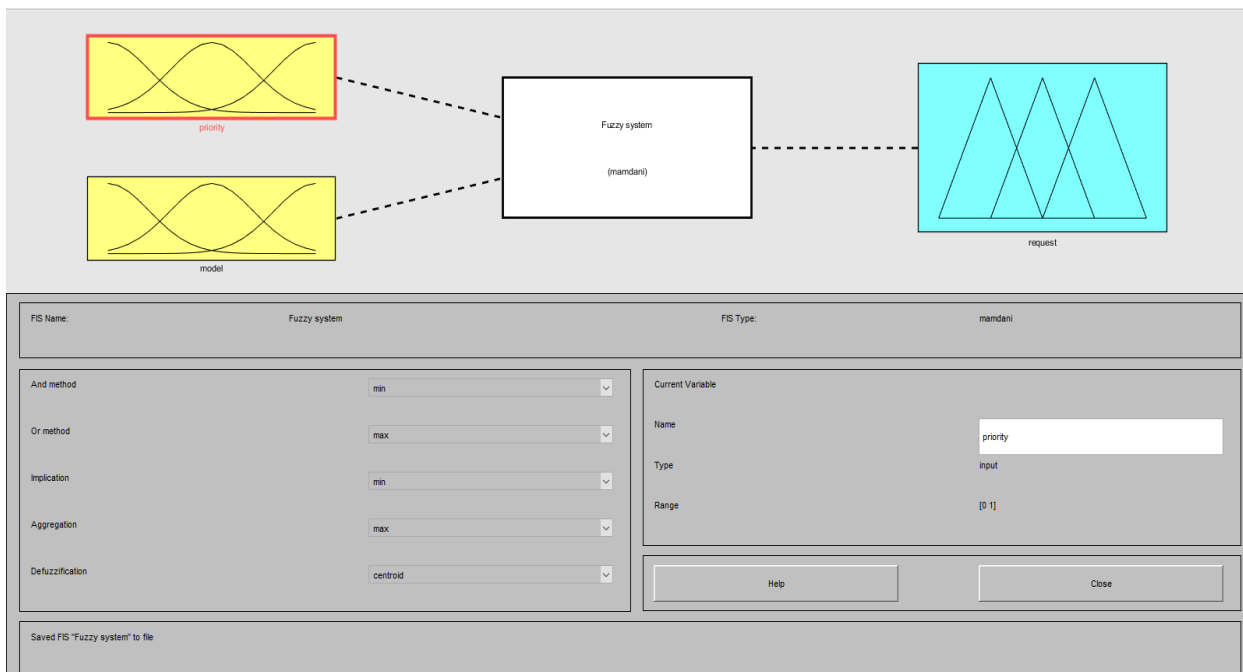 priority
model
Fuzzy system
(mamdani)
request
FIS Name:
Fuzzy system
FIS Type:
mamdani
And method
min
Or method
max
Implication
min
Aggregation
max
Defuzzification
centroid
Current Variable
Name
priority
Type
input
Range
[0 1]
Help
Close
Saved FIS "Fuzzy system" to file